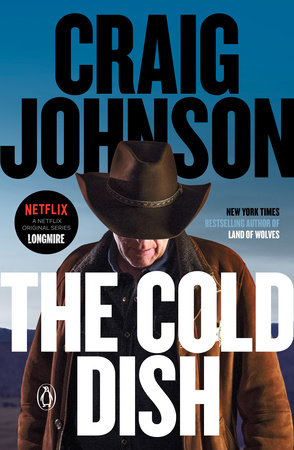 CRAIG
JOHNSON
NETFLIX
A NETFLIX
ORIGINAL SERIES
LONGMIRE
NEW YORK TIMES
BESTSELLING AUTHOR OF
LAND OF WOLVES
THE COLD
DISH